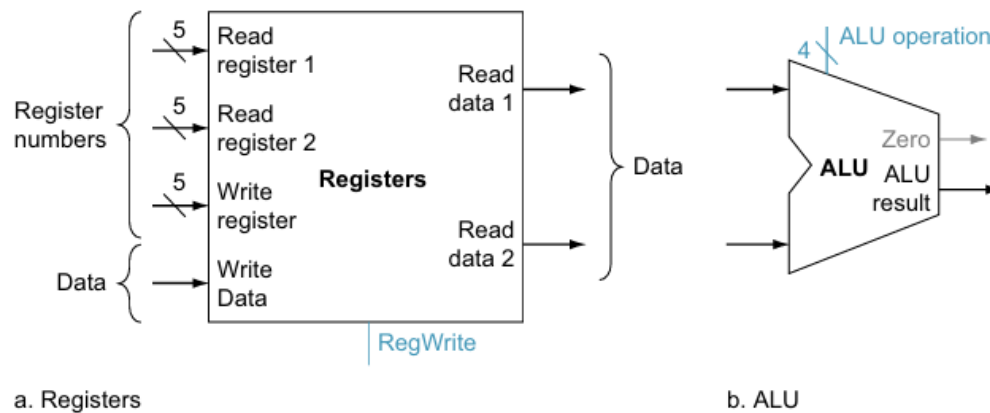 5
Read
register 1
5
Read
register 2
5
Write
register
Write
Data
Register
numbers
Data
Registers
Read
data 1
Read
data 2
Data
RegWrite
a. Registers
4
ALU operation
Zero
ALU
ALU
result
b. ALU